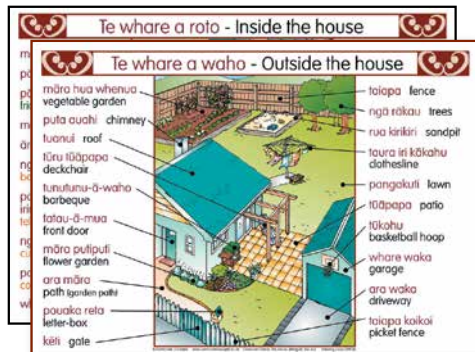 Te whare a roto - Inside the house
Te whare a waho - Outside the house
māra hua whenua
vegetable garden
puta auahi chimney
tuanui roof
tūru tūāpapa
deckchair
tunutunu-ā-waho
barbeque
tatau-ā-mua
front door
māra putiputi
flower garden
ara māra
path (garden path)
pouaka reta
letter-box
kēti gate
taiapa fence
ngā rākau trees
rua kirikiri sandpit
taura iri kākahu
clothesline
pangakuti lawn
tūāpapa patio
tūkohu
basketball hoop
whare waka
garage
ara waka
driveway
taiapa koikoi
picket fence